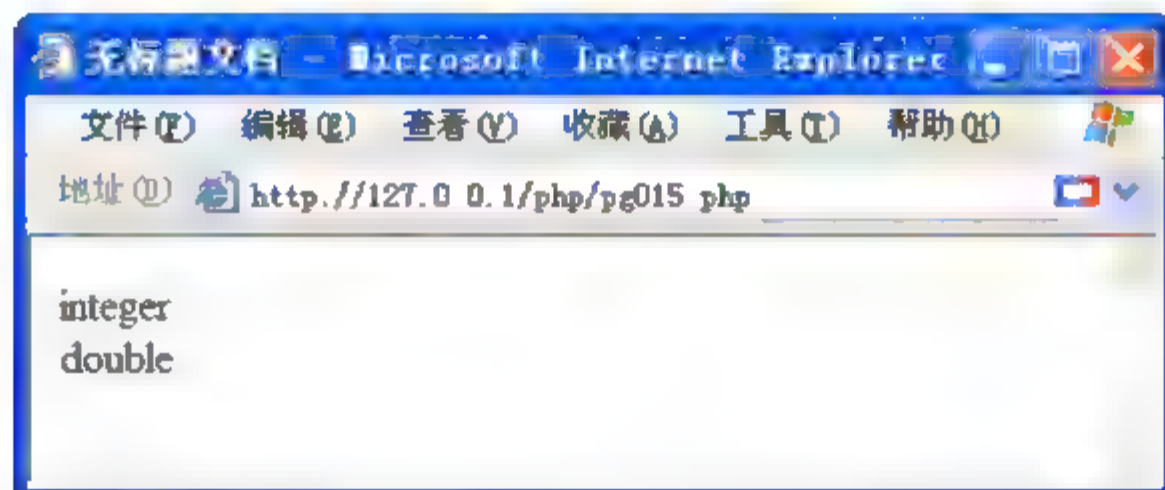 无标题文档 - Microsoft Internet Explorer
文件(F) 编辑(E) 查看(V) 收藏(A) 工具(T) 帮助(H)
地址(D) http://127.0.0.1/php/pg015.php
integer
double